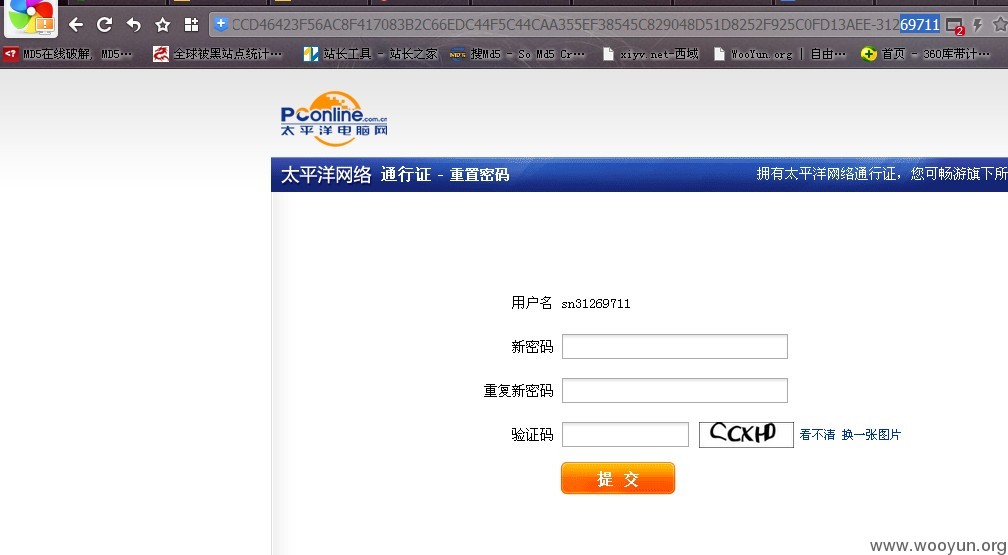 CCD46423F56AC8F417083B2C66EDC44F5C44CAA355EF38545C829048D51D8252F925C0FD13AEE-31269711
2
MD5在线破解, MD5… 全球被黑站点统计… 站长工具 - 站长之家 搜Md5 - So Md5 Cr… xiyv.net-西域 WooYun.org | 自由… 首页 - 360库带计…
PConline.com.cn
太平洋电脑网
太平洋网络 通行证 - 重置密码 拥有太平洋网络通行证，您可畅游旗下所
用户名 sn31269711
新密码
重复新密码
验证码 CCXHD 看不清 换一张图片
提 交
www.wooyun.org